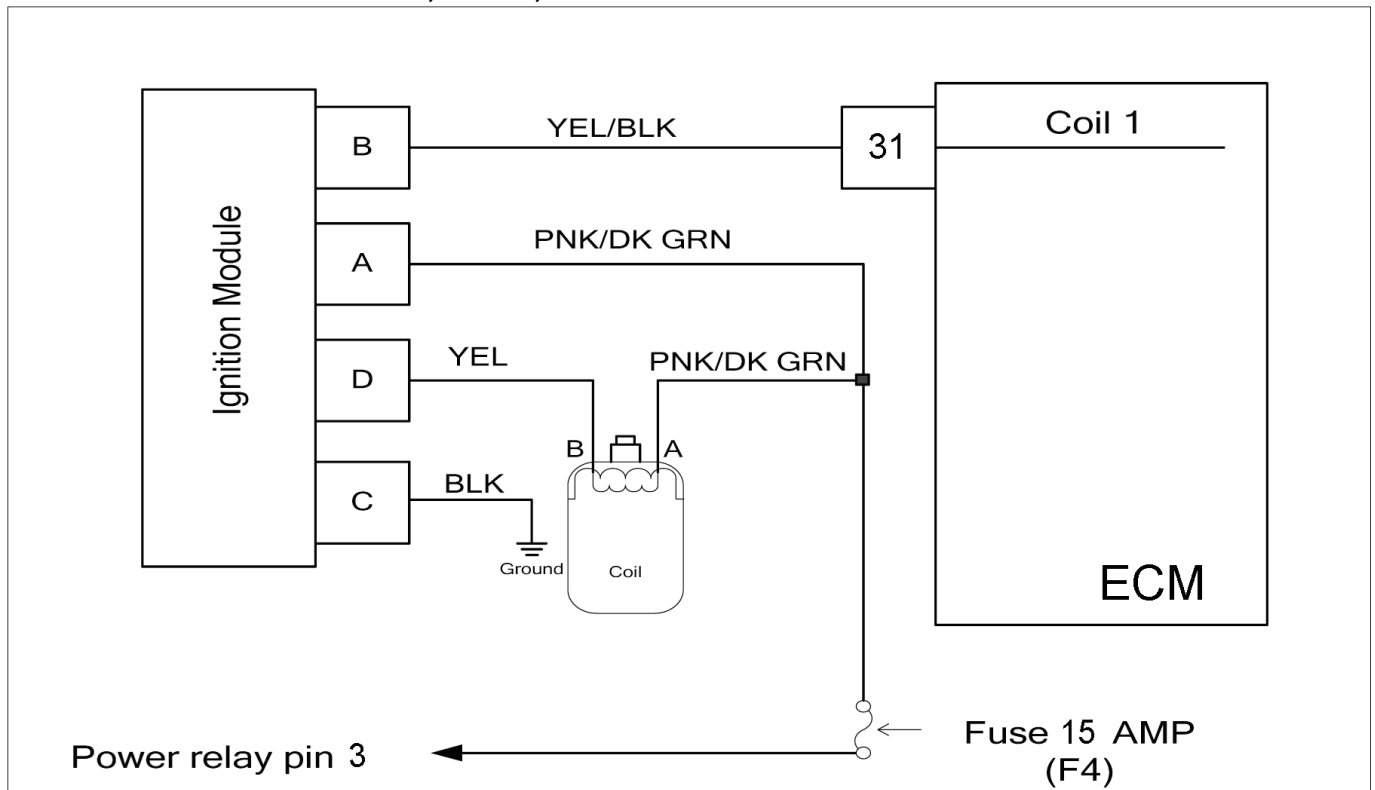 B
YEL/BLK
31
Coil 1
Ignition Module
A
PNK/DK GRN
D
YEL
PNK/DK GRN
B
A
C
BLK
Ground
Coil
ECM
Power relay pin 3
Fuse 15 AMP
(F4)